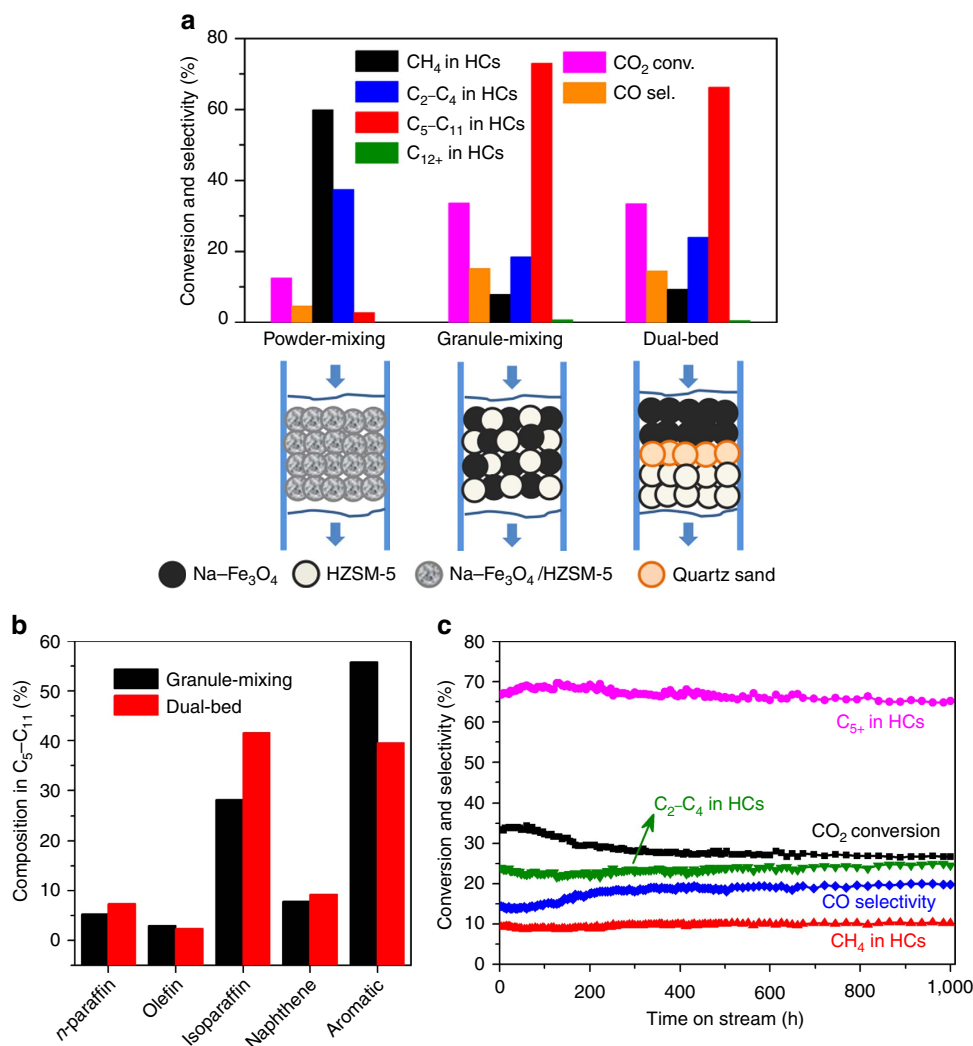 a
80
60
40
20
0
Conversion and selectivity (%)
CH₄ in HCs
C₂–C₄ in HCs
C₅–C₁₁ in HCs
C₁₂₊ in HCs
CO₂ conv.
CO sel.
Powder-mixing Granule-mixing Dual-bed
Na–Fe₃O₄ HZSM-5 Na–Fe₃O₄/HZSM-5 Quartz sand
b
60
50
40
30
20
10
0
Composition in C₅–C₁₁ (%)
Granule-mixing
Dual-bed
n-paraffin Olefin Isoparaffin Naphthene Aromatic
c
80
70
60
50
40
30
20
10
0
Conversion and selectivity (%)
C₅₊ in HCs
C₂–C₄ in HCs
CO₂ conversion
CO selectivity
CH₄ in HCs
0 200 400 600 800 1,000
Time on stream (h)